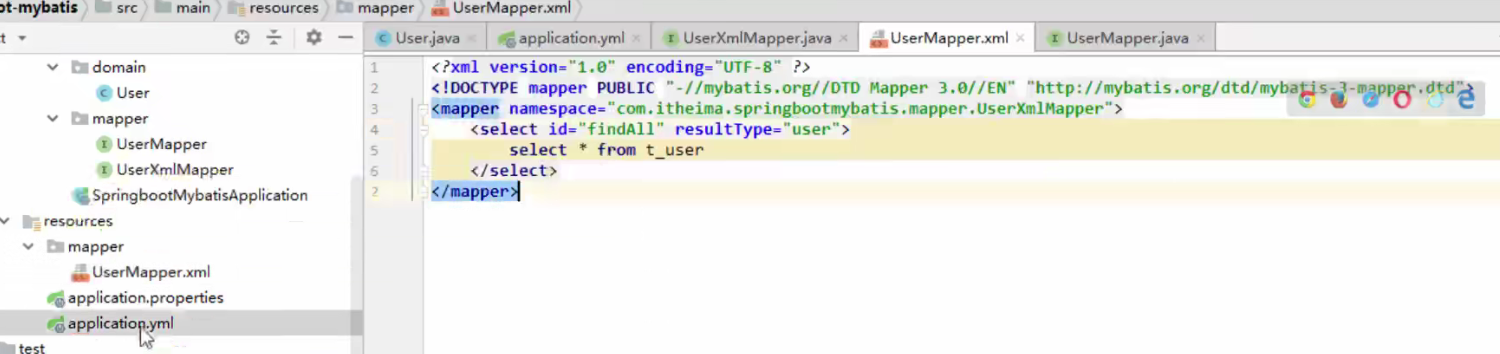 ot-mybatis src main resources mapper UserMapper.xml
t
User.java application.yml UserXmlMapper.java UserMapper.xml UserMapper.java
domain
User
mapper
UserMapper
UserXmlMapper
SpringbootMybatisApplication
resources
mapper
UserMapper.xml
application.properties
application.yml
test
1 <?xml version="1.0" encoding="UTF-8" ?>
2 <!DOCTYPE mapper PUBLIC "-//mybatis.org//DTD Mapper 3.0//EN" "http://mybatis.org/dtd/mybatis-3-mapper.dtd">
3 <mapper namespace="com.itheima.springbootmybatis.mapper.UserXmlMapper">
4 <select id="findAll" resultType="user">
5 select * from t_user
6 </select>
2 </mapper>